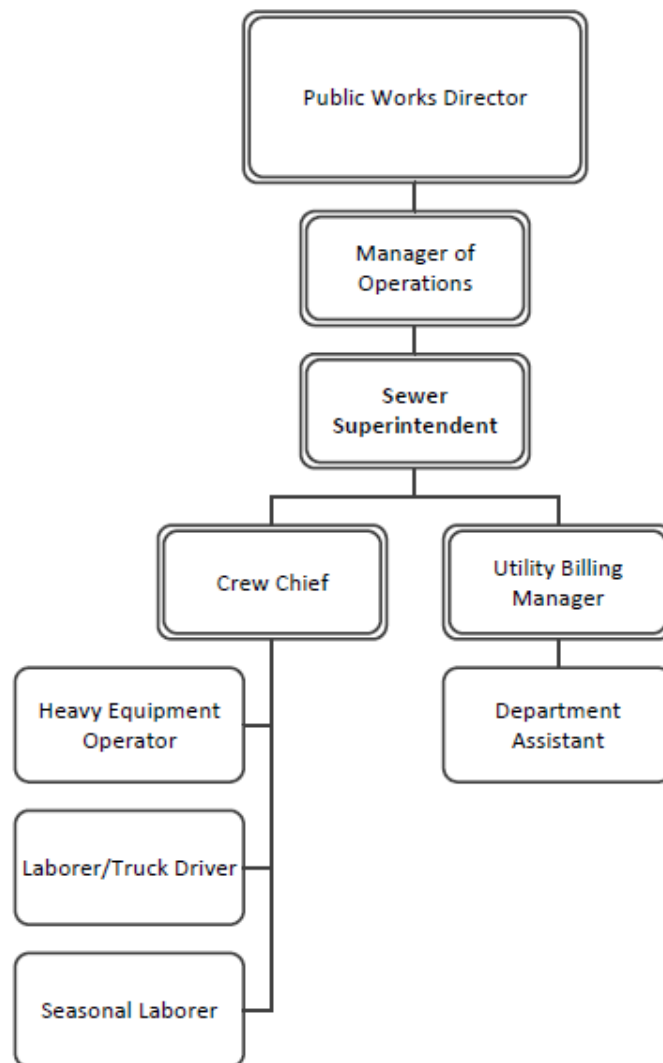 Public Works Director
Manager of
Operations
Sewer
Superintendent
Crew Chief
Utility Billing
Manager
Heavy Equipment
Operator
Department
Assistant
Laborer/Truck Driver
Seasonal Laborer